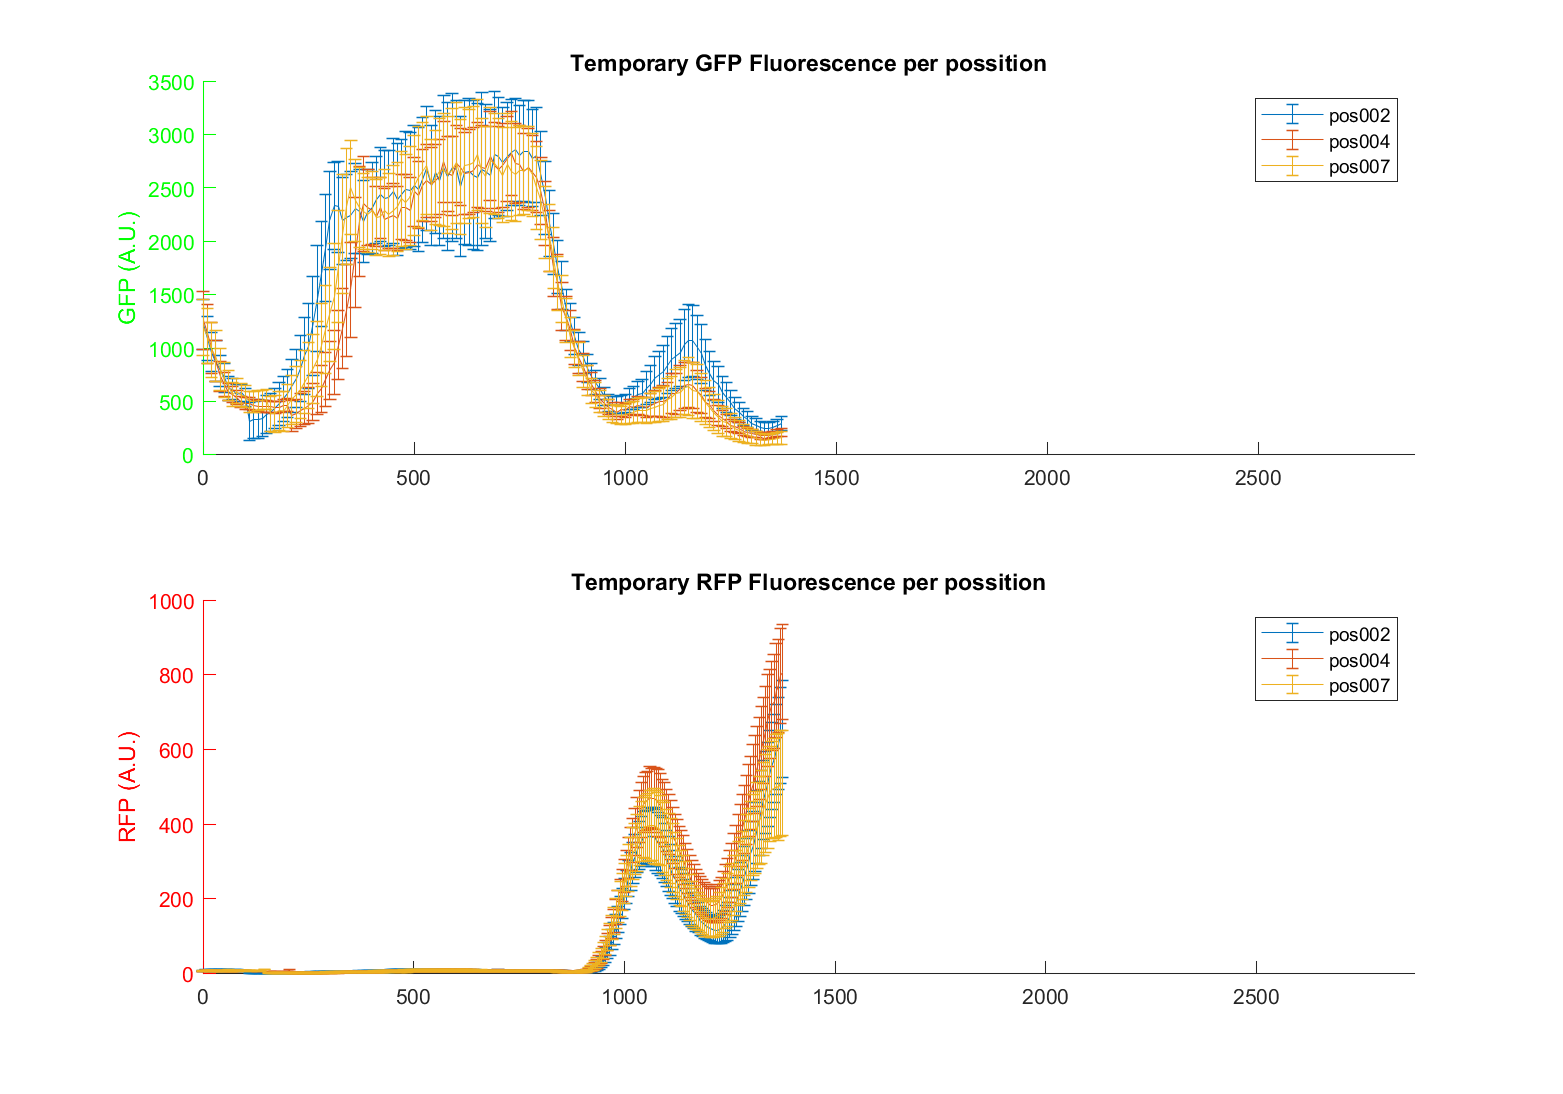 Temporary GFP Fluorescence per possition
3500
3000
2500
2000
1500
1000
500
0
GFP (A.U.)
0 500 1000 1500 2000 2500
pos002
pos004
pos007
Temporary RFP Fluorescence per possition
1000
800
600
400
200
0
RFP (A.U.)
0 500 1000 1500 2000 2500
pos002
pos004
pos007